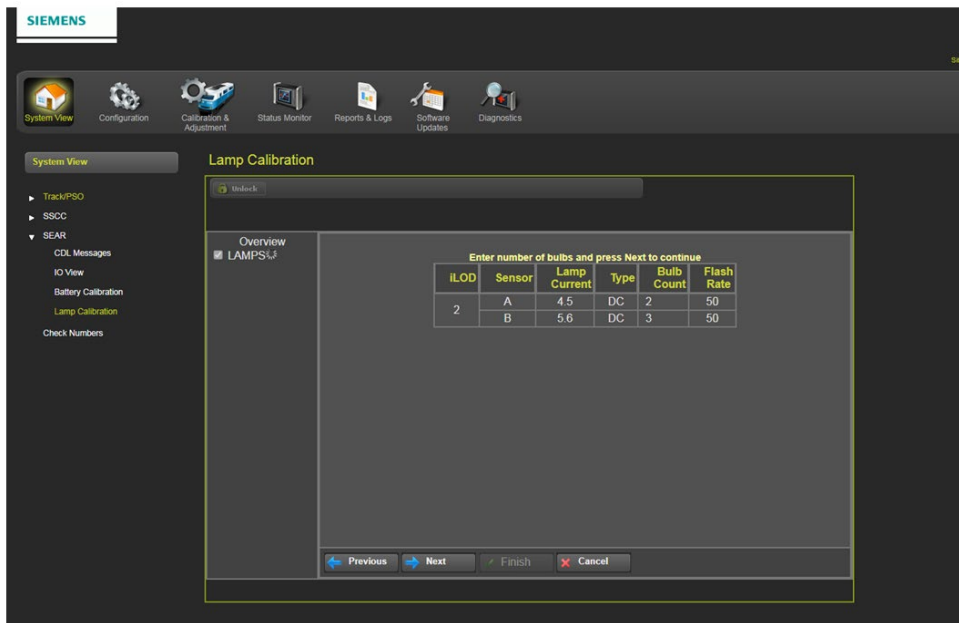 SIEMENS
System View
Configuration
Calibration &
Adjustment
Status Monitor
Reports & Logs
Software
Updates
Diagnostics
System View
Lamp Calibration
Unlock
Track/PSO
SSCC
SEAR
CDL Messages
IO View
Battery Calibration
Lamp Calibration
Check Numbers
Overview
LAMPS
Enter number of bulbs and press Next to continue
iLOD Sensor Lamp Current Type Bulb Count Flash Rate
2 A 4.5 DC 2 50
B 5.6 DC 3 50
Previous Next Finish Cancel